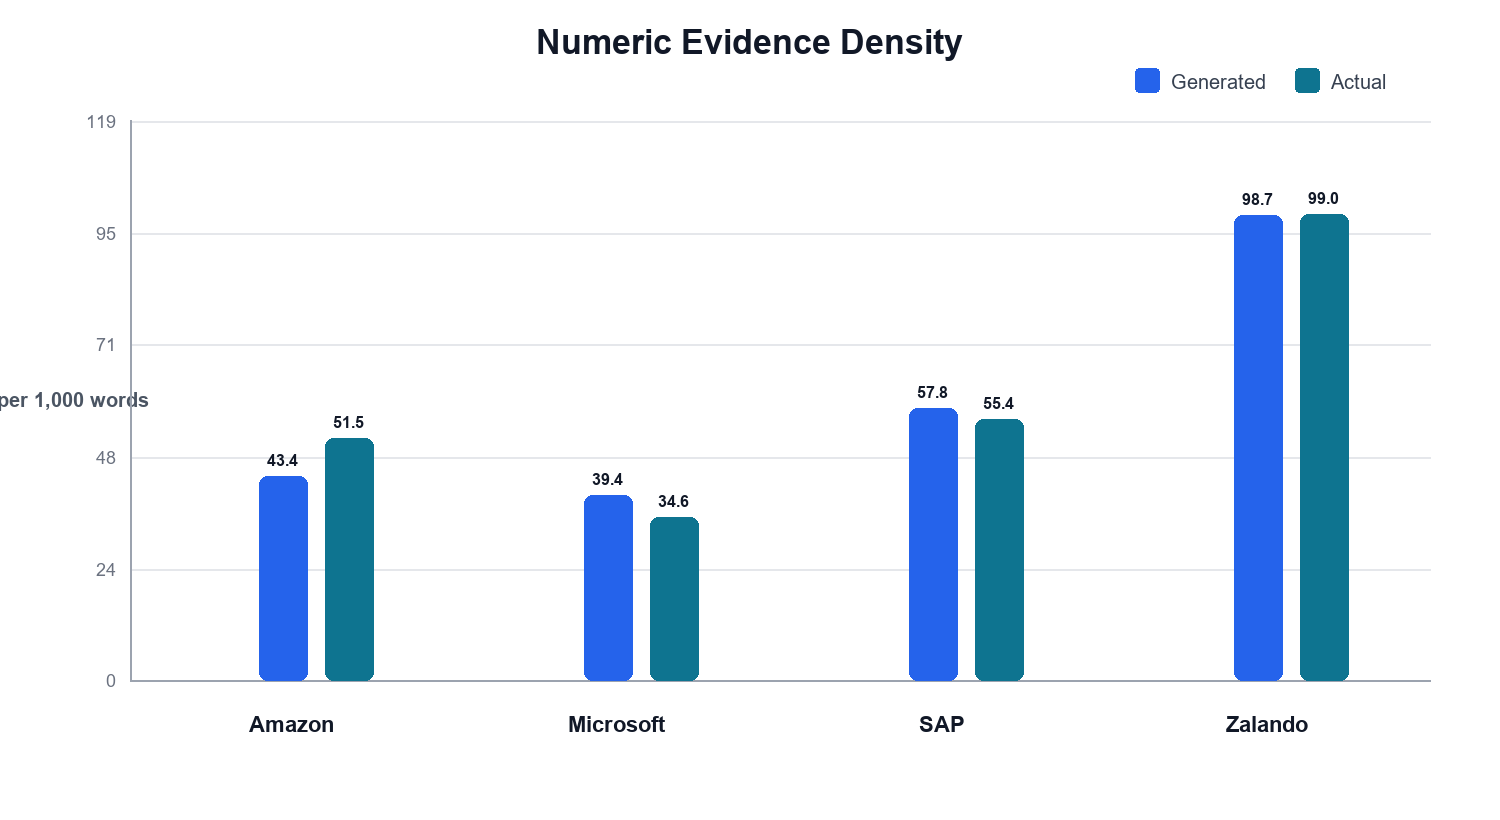 Numeric Evidence Density
Generated
Actual
119
95
71
48
24
0
per 1,000 words
43.4
51.5
39.4
34.6
57.8
55.4
98.7
99.0
Amazon
Microsoft
SAP
Zalando